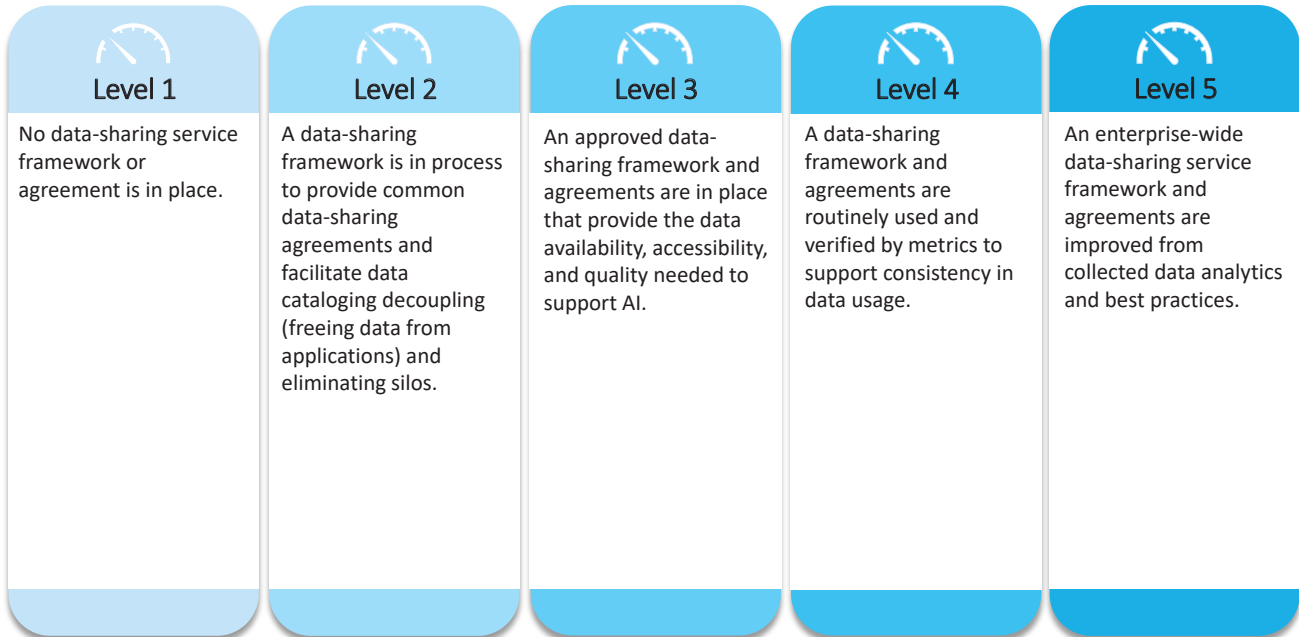 Level 1
No data-sharing service
framework or
agreement is in place.
Level 2
A data-sharing
framework is in process
to provide common
data-sharing
agreements and
facilitate data
cataloging decoupling
(freeing data from
applications) and
eliminating silos.
Level 3
An approved data-
sharing framework and
agreements are in place
that provide the data
availability, accessibility,
and quality needed to
support AI.
Level 4
A data-sharing
framework and
agreements are
routinely used and
verified by metrics to
support consistency in
data usage.
Level 5
An enterprise-wide
data-sharing service
framework and
agreements are
improved from
collected data analytics
and best practices.